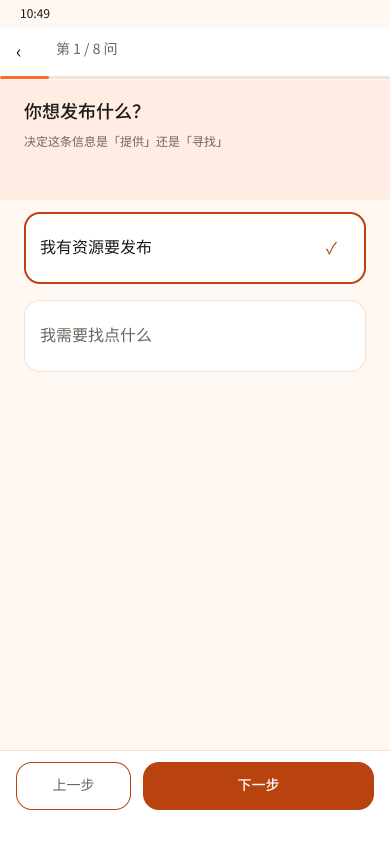 10:49
‹ 第 1 / 8 问
你想发布什么?
决定这条信息是「提供」还是「寻找」
我有资源要发布 ✓
我需要找点什么
上一步 下一步